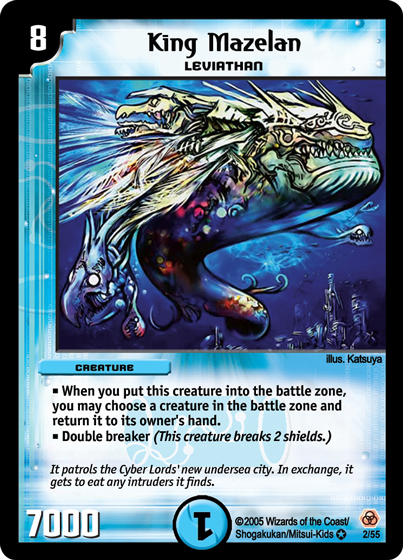 8
King Mazelan
LEVIATHAN
illus. Katsuya
CREATURE
▪ When you put this creature into the battle zone,
you may choose a creature in the battle zone and
return it to its owner's hand.
▪ Double breaker (This creature breaks 2 shields.)
It patrols the Cyber Lords' new undersea city. In exchange, it
gets to eat any intruders it finds.
7000
1
©2005 Wizards of the Coast/
Shogakukan/Mitsui-Kids ✪ 2/55